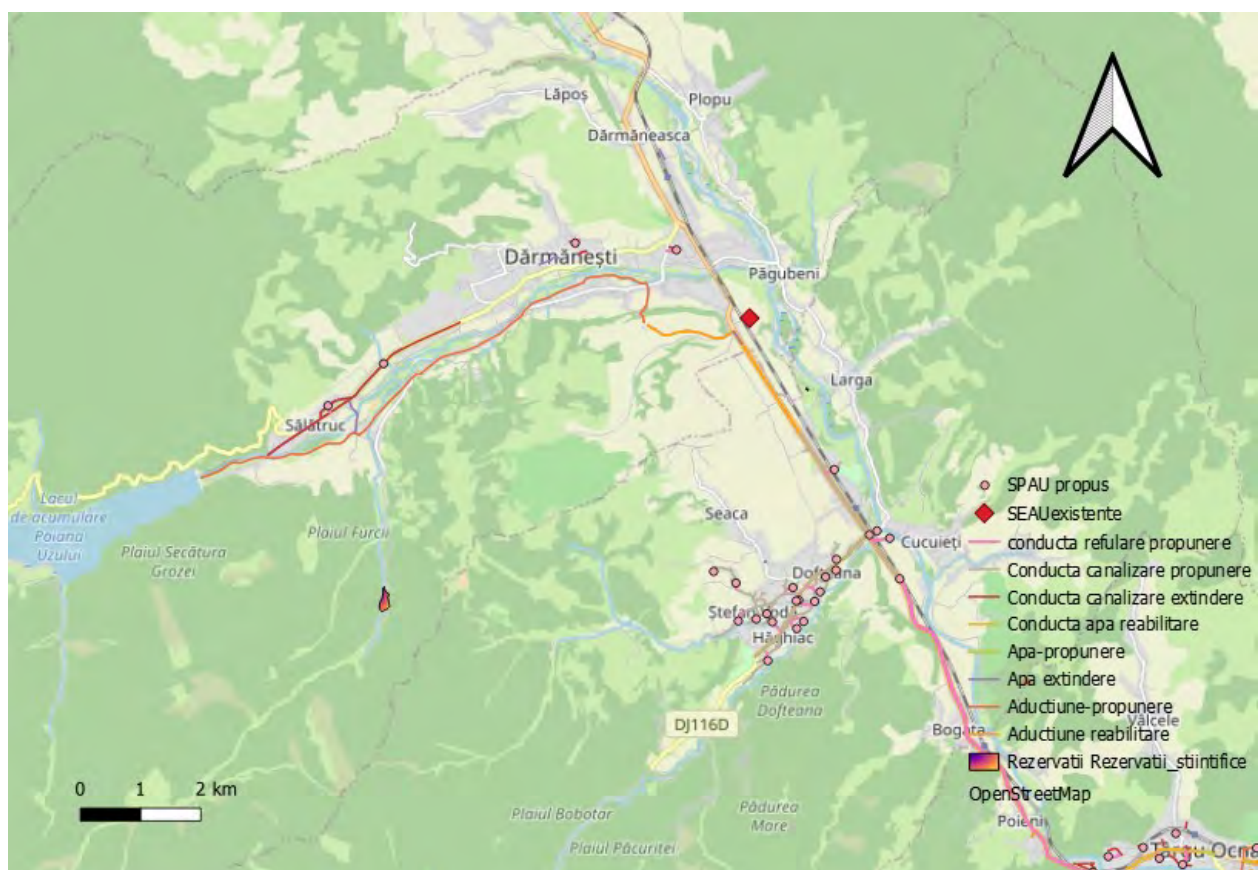 Lăpoș
Plopu
Dărmăneasca
Dărmănești
Păgubeni
Larga
Sălătruc
Lacul
de acumulare
Poiana
Uzului
Plaiul Secătura
Grozei
Plaiul Furcii
Seaca
Cucuieți
Dofteana
Hăghiac
Pădurea
Dofteana
DJ116D
Bogata
Vâlcele
Plaiul Bobotar
Pădurea
Mare
Plaiul Păcuriței
Poieni
Târgu Ocna
SPAU propus
SEAUexistente
conducta refulare propunere
Conducta canalizare propunere
Conducta canalizare extindere
Conducta apa reabilitare
Apa-propunere
Apa extindere
Aductiune-propunere
Aductiune reabilitare
Rezervatii Rezervatii_stiintifice
OpenStreetMap
0 1 2 km